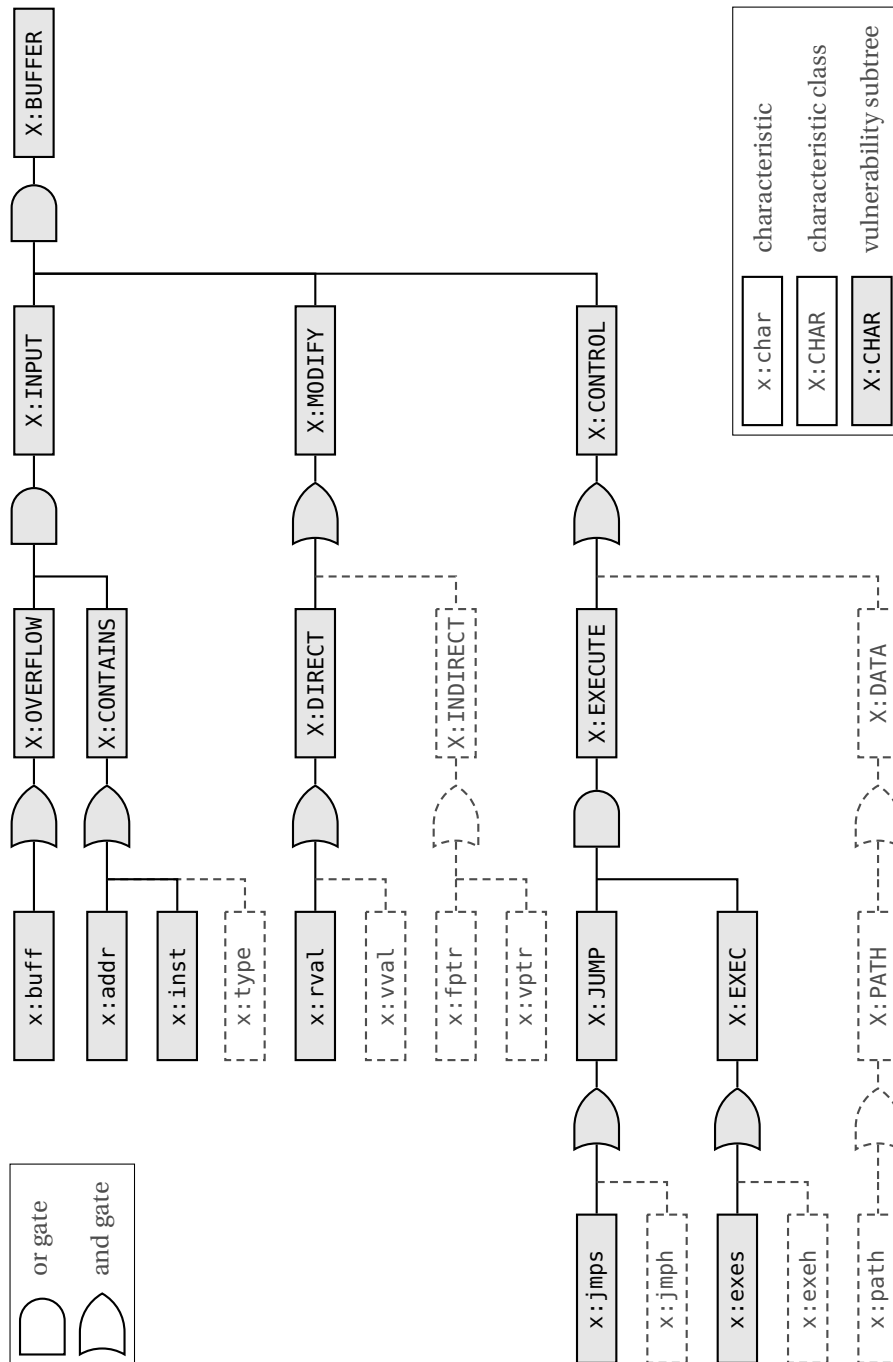 X:BUFFER
X:INPUT
X:MODIFY
X:CONTROL
X:OVERFLOW
X:CONTAINS
X:DIRECT
X:INDIRECT
X:EXECUTE
X:DATA
x:buff
x:addr
x:inst
x:type
x:rval
x:vval
x:fptr
x:vptr
X:JUMP
X:EXEC
X:PATH
x:jmps
x:jmph
x:exes
x:exeh
x:path
or gate
and gate
x:char characteristic
X:CHAR characteristic class
X:CHAR vulnerability subtree